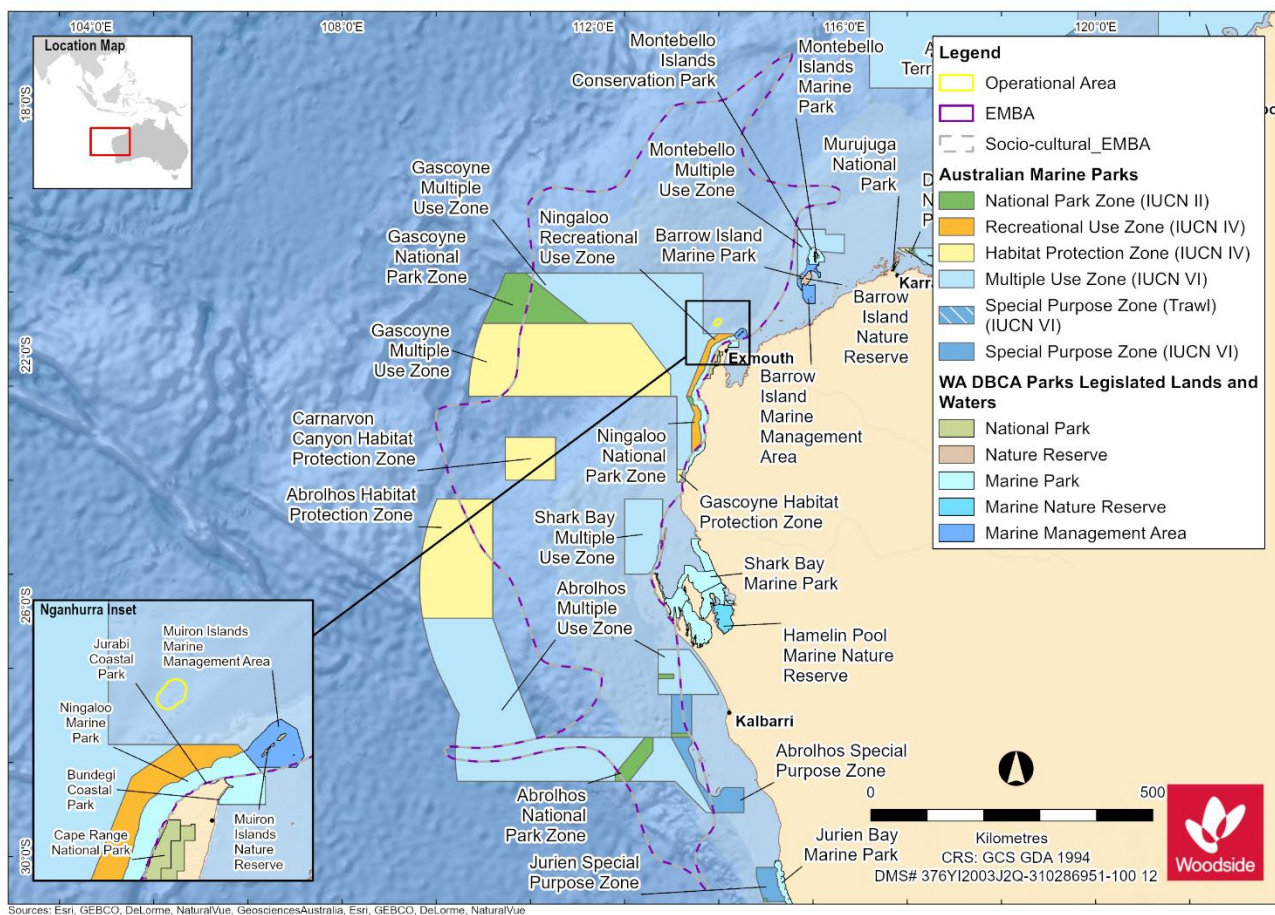 104°0'E
108°0'E
112°0'E
116°0'E
120°0'E
Location Map
18°0'S
22°0'S
26°0'S
30°0'S
Montebello
Islands
Conservation Park
Montebello
Islands
Marine
Park
Montebello
Multiple
Use Zone
Murujuga
National
Park
Gascoyne
Multiple
Use Zone
Ningaloo
Recreational
Use Zone
Barrow Island
Marine Park
Gascoyne
National
Park Zone
Karra
Barrow
Island
Nature
Reserve
Gascoyne
Multiple
Use Zone
Exmouth
Barrow
Island
Marine
Management
Area
Carnarvon
Canyon Habitat
Protection Zone
Ningaloo
National
Park Zone
Abrolhos Habitat
Protection Zone
Gascoyne Habitat
Protection Zone
Shark Bay
Multiple
Use Zone
Shark Bay
Marine Park
Abrolhos
Multiple
Use Zone
Hamelin Pool
Marine Nature
Reserve
Kalbarri
Abrolhos Special
Purpose Zone
Abrolhos
National
Park Zone
Jurien Special
Purpose Zone
Jurien Bay
Marine Park
A
Terr
D
N
P
o
Legend
Operational Area
EMBA
Socio-cultural_EMBA
Australian Marine Parks
National Park Zone (IUCN II)
Recreational Use Zone (IUCN IV)
Habitat Protection Zone (IUCN IV)
Multiple Use Zone (IUCN VI)
Special Purpose Zone (Trawl)
(IUCN VI)
Special Purpose Zone (IUCN VI)
WA DBCA Parks Legislated Lands and
Waters
National Park
Nature Reserve
Marine Park
Marine Nature Reserve
Marine Management Area
Nganhurra Inset
Jurabi
Coastal
Park
Muiron Islands
Marine
Management Area
Ningaloo
Marine
Park
Bundegi
Coastal
Park
Cape Range
National Park
Muiron
Islands
Nature
Reserve
0 500
Kilometres
CRS: GCS GDA 1994
DMS# 376YI2003J2Q-310286951-100 12
Woodside
Sources: Esri, GEBCO, DeLorme, NaturalVue, GeosciencesAustralia, Esri, GEBCO, DeLorme, NaturalVue